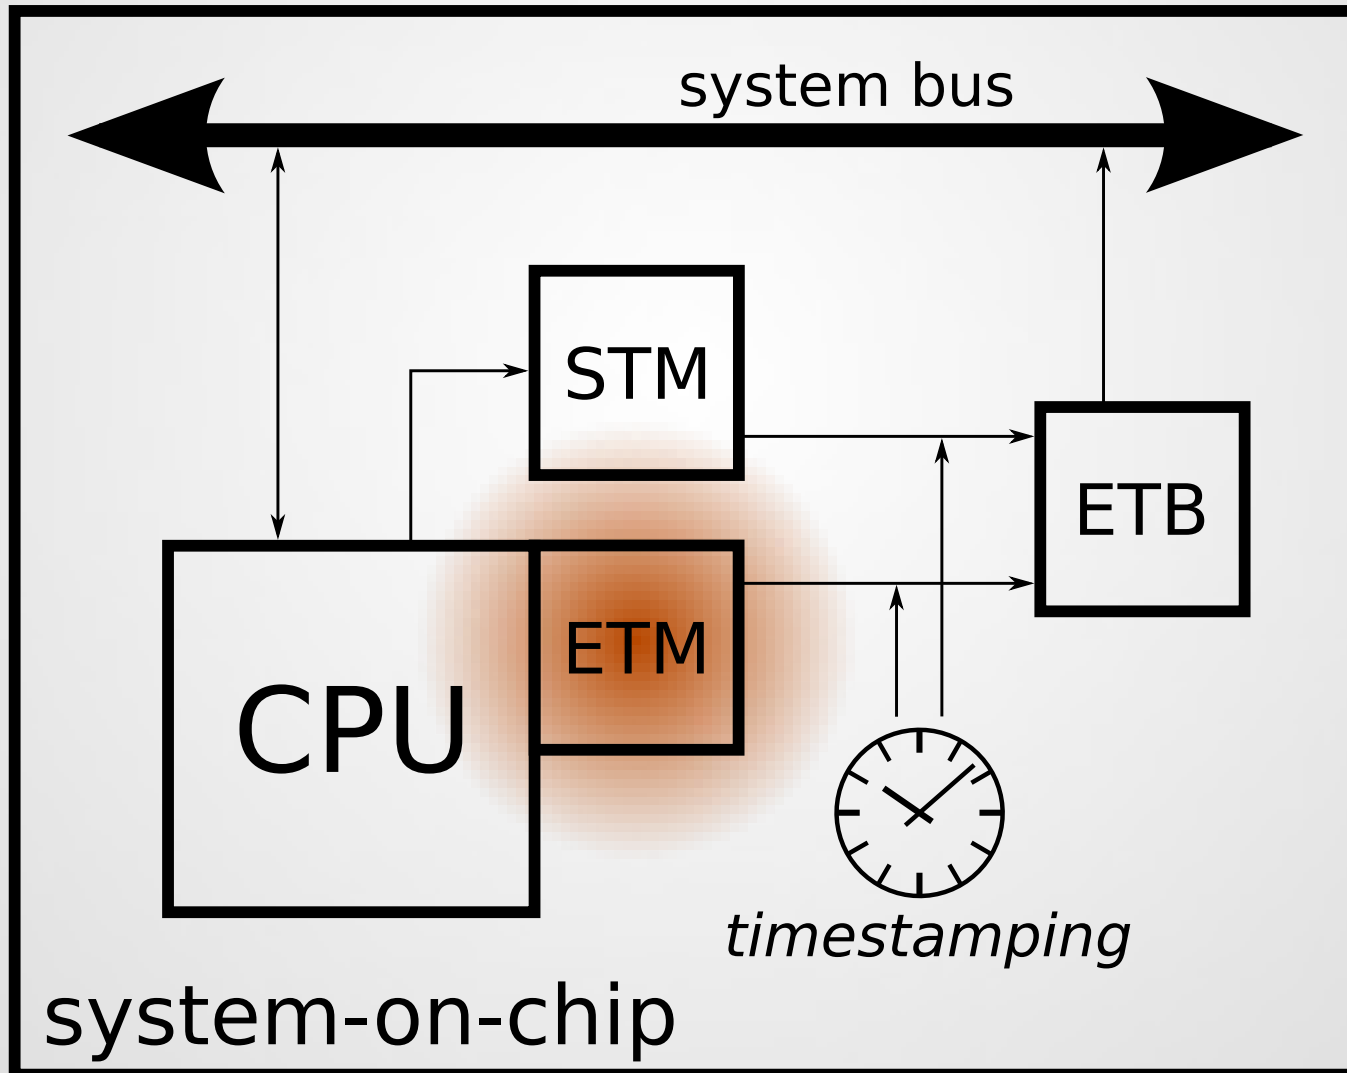 system bus
STM
ETB
ETM
CPU
timestamping
system-on-chip